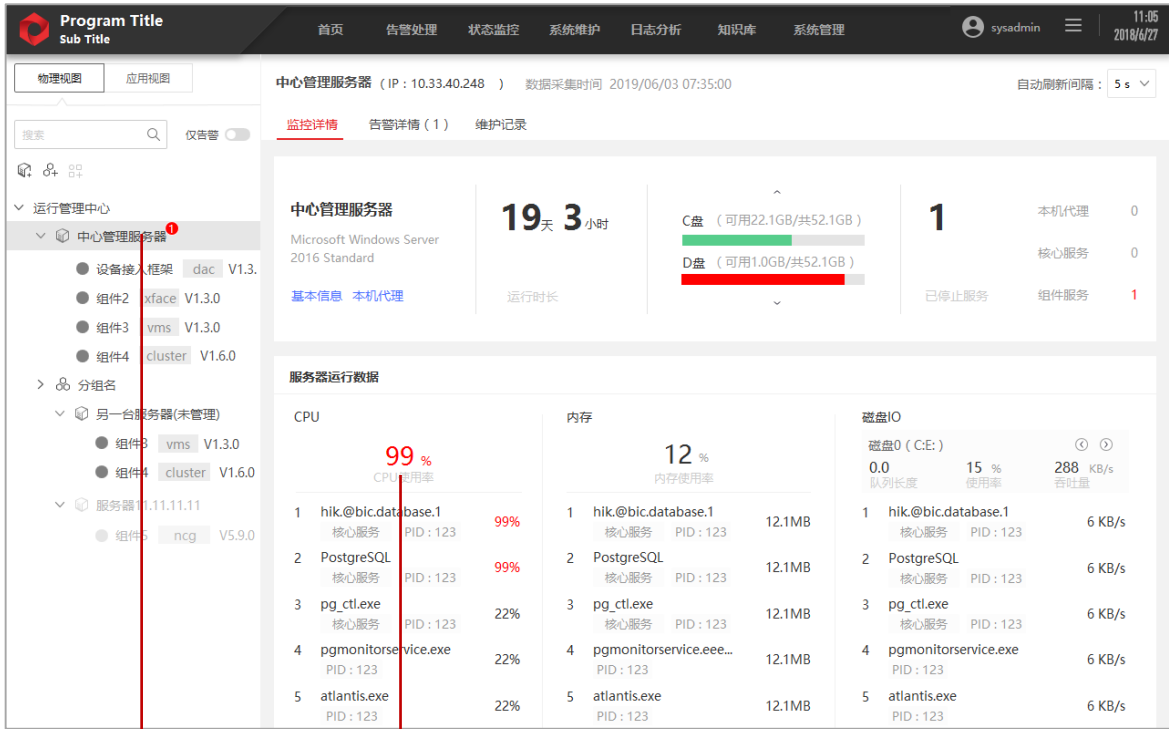 Program Title
Sub Title
首页 告警处理 状态监控 系统维护 日志分析 知识库 系统管理
sysadmin
11:05
2018/6/27
物理视图 应用视图
搜索 仅告警
运行管理中心
中心管理服务器 1
设备接入框架 dac V1.3.
组件2 xface V1.3.0
组件3 vms V1.3.0
组件4 cluster V1.6.0
分组名
另一台服务器(未管理)
组件3 vms V1.3.0
组件4 cluster V1.6.0
服务器11.11.11.11
组件5 ncg V5.9.0
中心管理服务器 (IP:10.33.40.248 ) 数据采集时间 2019/06/03 07:35:00
自动刷新间隔: 5 s
监控详情 告警详情(1) 维护记录
中心管理服务器
Microsoft Windows Server
2016 Standard
基本信息 本机代理
19天 3小时
运行时长
C盘 (可用22.1GB/共52.1GB)
D盘 (可用1.0GB/共52.1GB)
1
已停止服务
本机代理 0
核心服务 0
组件服务 1
服务器运行数据
CPU
99 %
CPU使用率
1 hik.@bic.database.1 99%
核心服务 PID:123
2 PostgreSQL 99%
核心服务 PID:123
3 pg_ctl.exe 22%
核心服务 PID:123
4 pgmonitorservice.exe 22%
PID:123
5 atlantis.exe 22%
PID:123
内存
12 %
内存使用率
1 hik.@bic.database.1 12.1MB
核心服务 PID:123
2 PostgreSQL 12.1MB
核心服务 PID:123
3 pg_ctl.exe 12.1MB
核心服务 PID:123
4 pgmonitorservice.eee... 12.1MB
PID:123
5 atlantis.exe 12.1MB
PID:123
磁盘IO
磁盘0(C:E:)
0.0 15 % 288 KB/s
队列长度 使用率 吞吐量
1 hik.@bic.database.1 6 KB/s
核心服务 PID:123
2 PostgreSQL 6 KB/s
核心服务 PID:123
3 pg_ctl.exe 6 KB/s
核心服务 PID:123
4 pgmonitorservice.exe 6 KB/s
PID:123
5 atlantis.exe 6 KB/s
PID:123